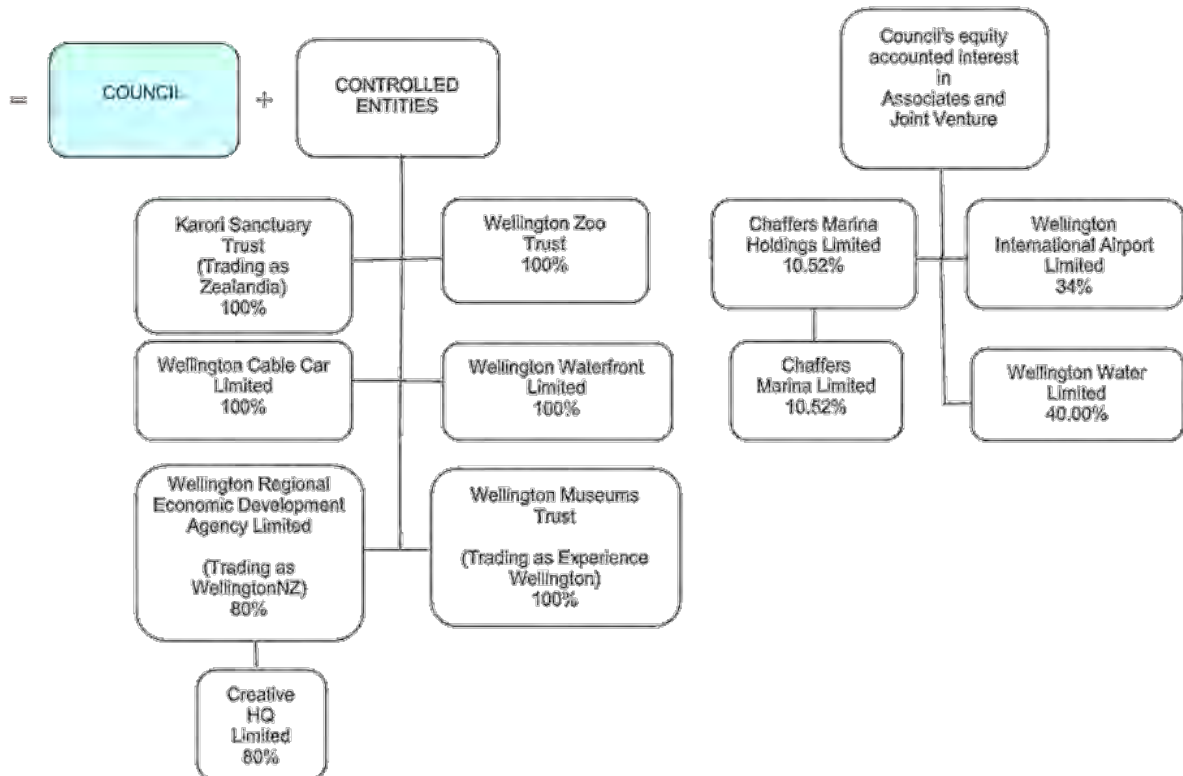 =
COUNCIL
+
CONTROLLED
ENTITIES
Council's equity
accounted interest
in
Associates and
Joint Venture
Karori Sanctuary
Trust
(Trading as
Zealandia)
100%
Wellington Zoo
Trust
100%
Chaffers Marina
Holdings Limited
10.52%
Wellington
International Airport
Limited
34%
Wellington Cable Car
Limited
100%
Wellington Waterfront
Limited
100%
Chaffers
Marina Limited
10.52%
Wellington Water
Limited
40.00%
Wellington Regional
Economic Development
Agency Limited
(Trading as
WellingtonNZ)
80%
Wellington Museums
Trust
(Trading as Experience
Wellington)
100%
Creative
HQ
Limited
80%